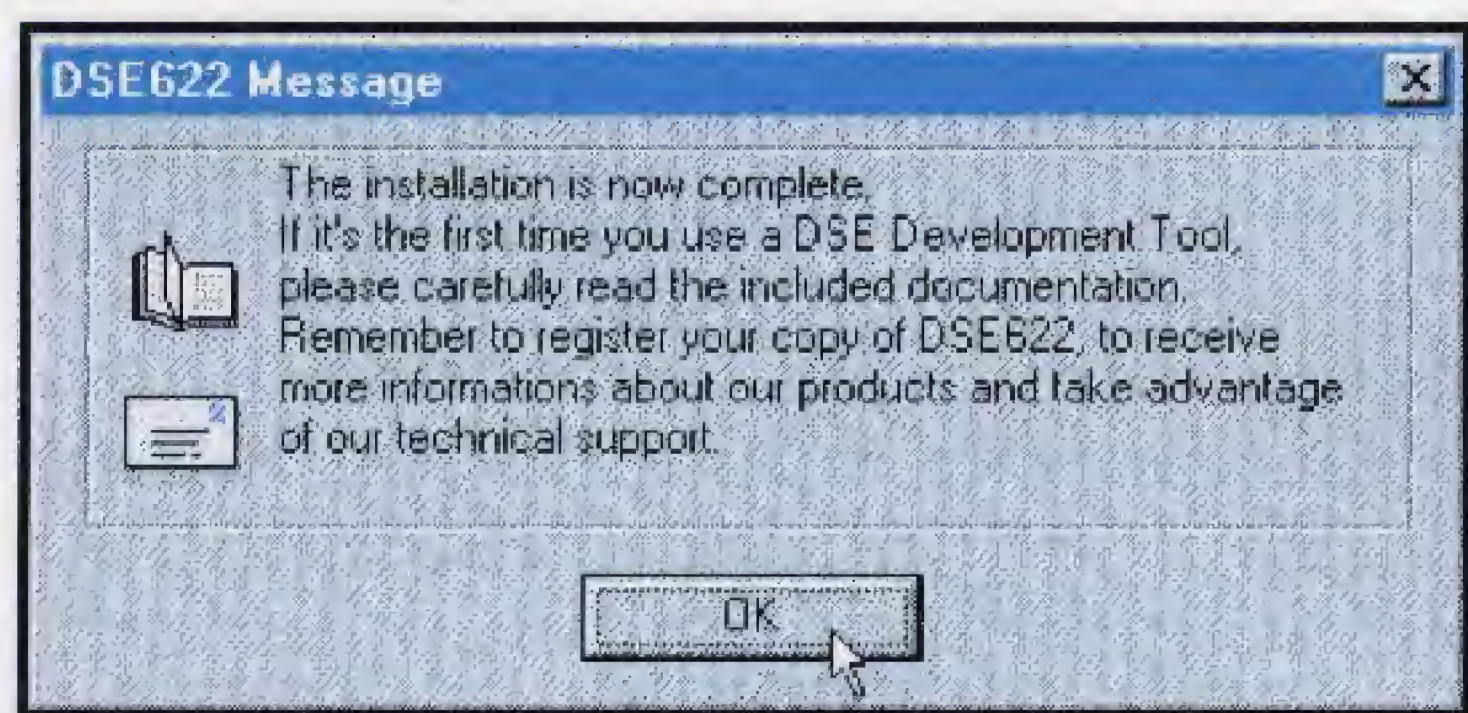 DSE622 Message
The installation is now complete.
If it's the first time you use a DSE Development Tool,
please carefully read the included documentation.
Remember to register your copy of DSE622, to receive
more informations about our products and take advantage
of our technical support.
OK